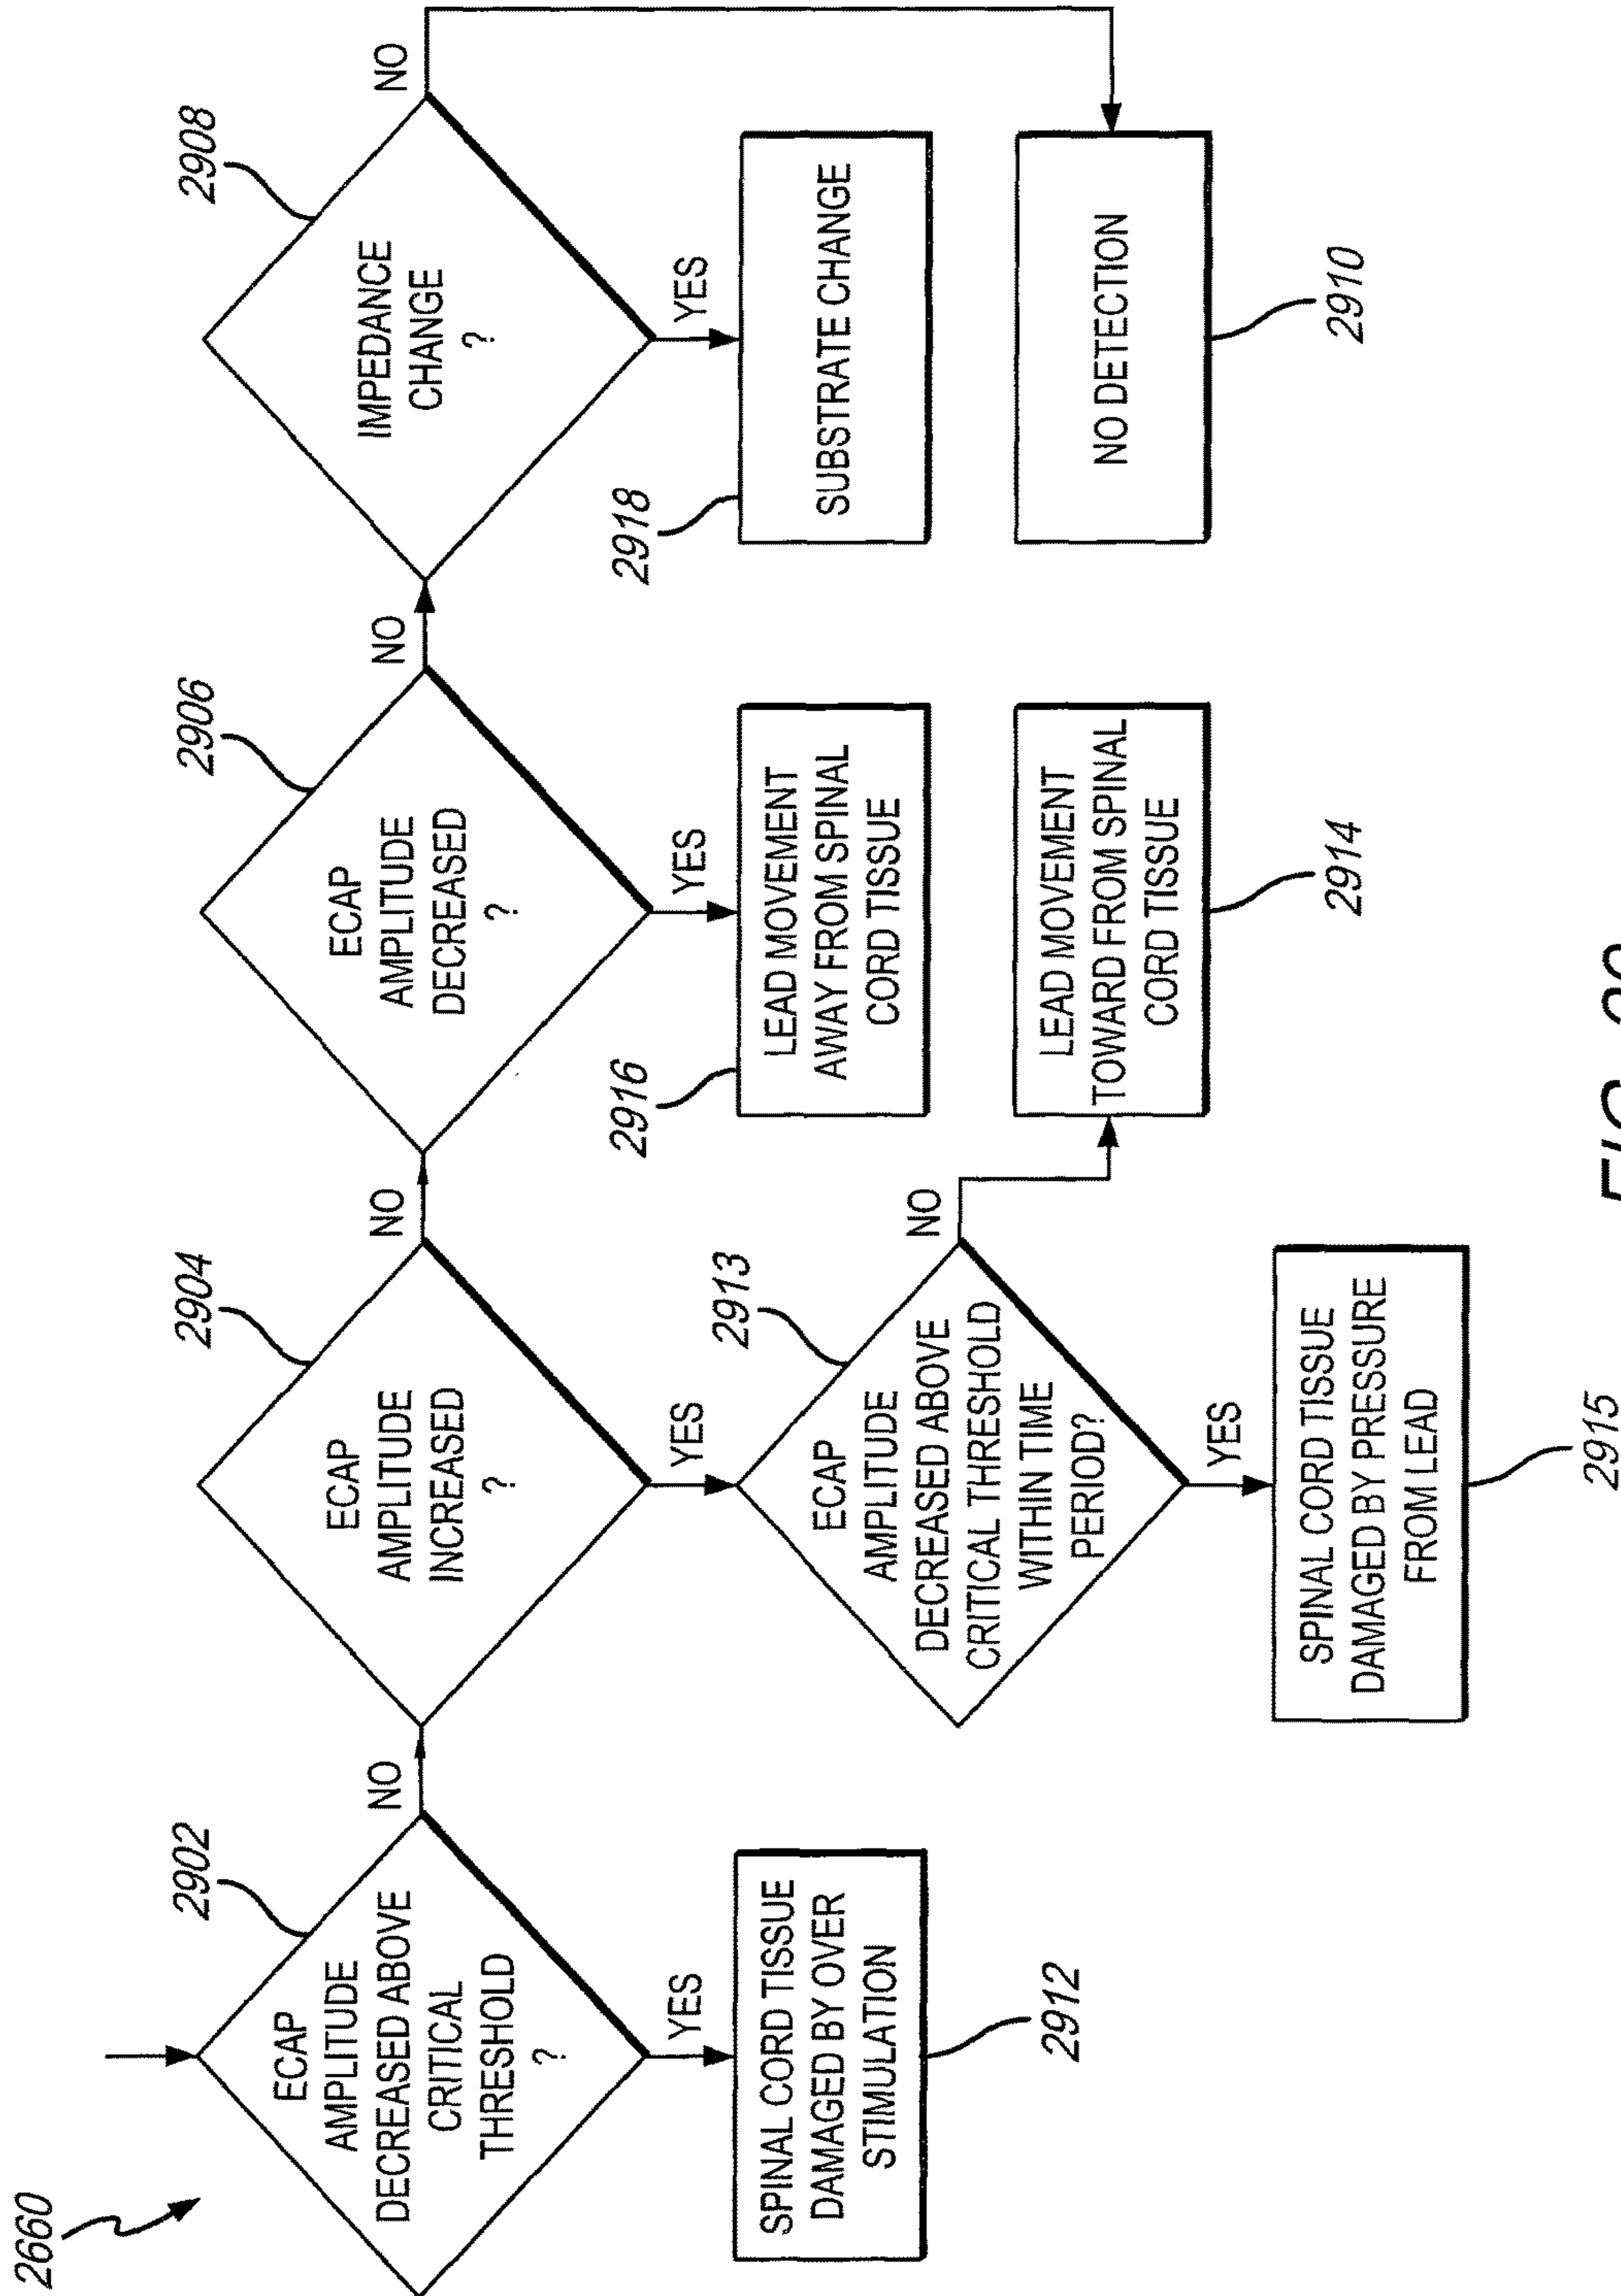 2660
2902
ECAP
AMPLITUDE
DECREASED ABOVE
CRITICAL
THRESHOLD
?
NO
YES
SPINAL CORD TISSUE
DAMAGED BY OVER
STIMULATION
2912
2904
ECAP
AMPLITUDE
INCREASED
?
NO
YES
2913
ECAP
AMPLITUDE
DECREASED ABOVE
CRITICAL THRESHOLD
WITHIN TIME
PERIOD?
NO
YES
SPINAL CORD TISSUE
DAMAGED BY PRESSURE
FROM LEAD
2915
2906
ECAP
AMPLITUDE
DECREASED
?
NO
YES
2916
LEAD MOVEMENT
AWAY FROM SPINAL
CORD TISSUE
LEAD MOVEMENT
TOWARD FROM SPINAL
CORD TISSUE
2914
2908
IMPEDANCE
CHANGE
?
NO
YES
2918
SUBSTRATE CHANGE
NO DETECTION
2910
FIG